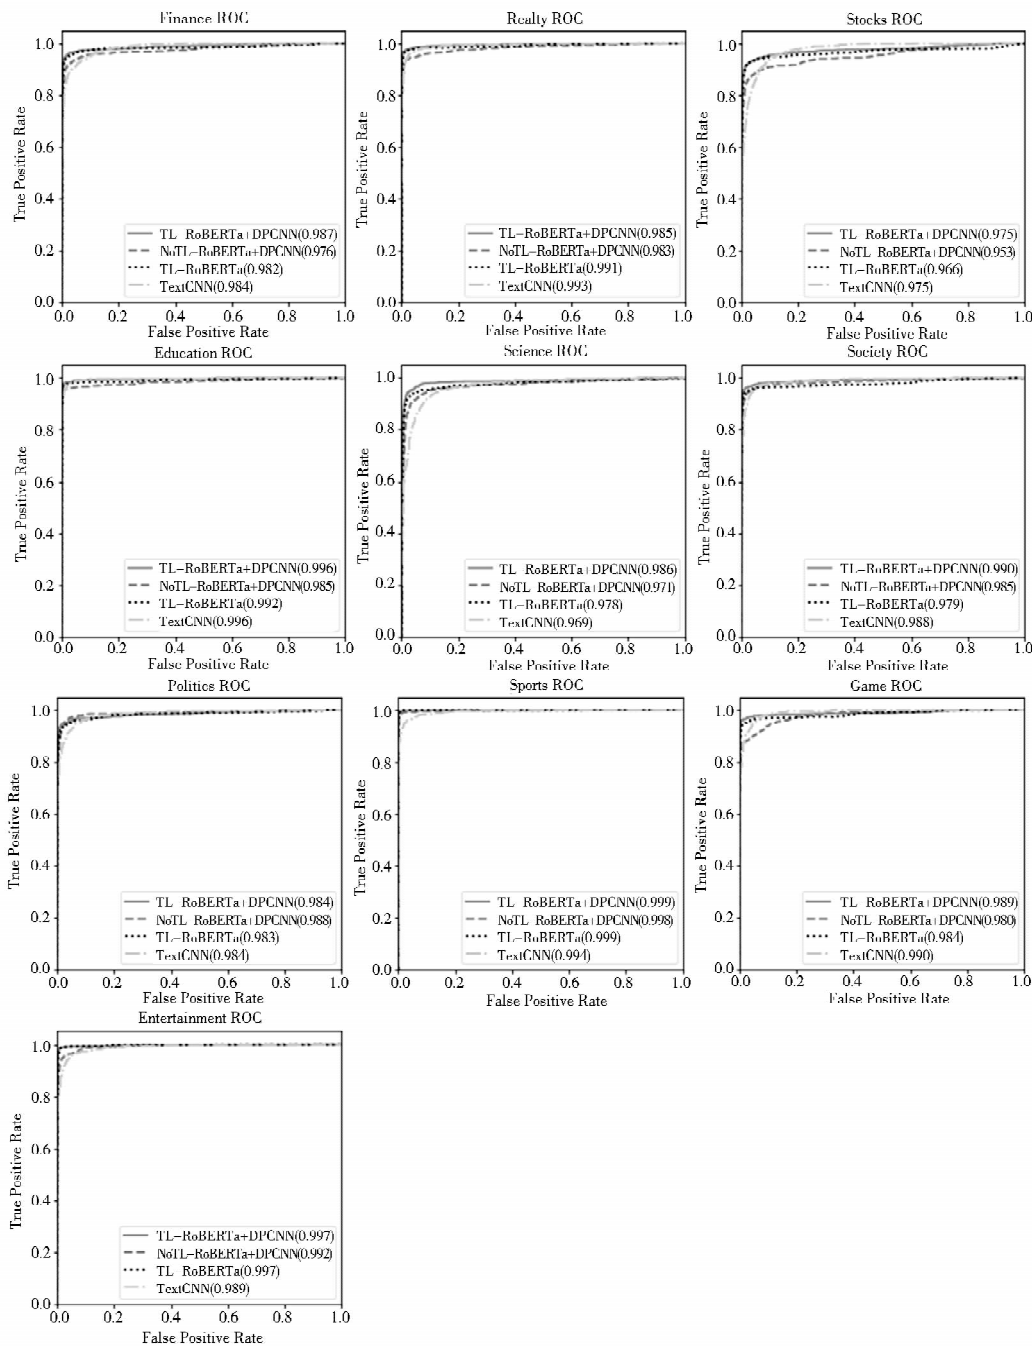 Finance ROC
True Positive Rate
1.0
0.8
0.6
0.4
0.2
0.0
TL RoBERTa+DPCNN(0.987)
NoTL-RoBERTa+DPCNN(0.976)
TL-RoBERTa(0.982)
TextCNN(0.984)
0.0 0.2 0.4 0.6 0.8 1.0
False Positive Rate
Realty ROC
True Positive Rate
1.0
0.8
0.6
0.4
0.2
0.0
TL-RoBERTa+DPCNN(0.985)
NoTL-RoBERTa+DPCNN(0.983)
TL-RoBERTa(0.991)
TextCNN(0.993)
0.0 0.2 0.4 0.6 0.8 1.0
False Positive Rate
Stocks ROC
True Positive Rate
1.0
0.8
0.6
0.4
0.2
0.0
TL RoBERTa+DPCNN(0.975)
NoTL RoBERTa+DPCNN(0.953)
TL-RoBERTa(0.966)
TextCNN(0.975)
0.0 0.2 0.4 0.6 0.8 1.0
False Positive Rate
Education ROC
True Positive Rate
1.0
0.8
0.6
0.4
0.2
0.0
TL-RoBERTa+DPCNN(0.996)
NoTL-RoBERTa+DPCNN(0.985)
TL-RoBERTa(0.992)
TextCNN(0.996)
0.0 0.2 0.4 0.6 0.8 1.0
False Positive Rate
Science ROC
True Positive Rate
1.0
0.8
0.6
0.4
0.2
0.0
TL RoBERTa+DPCNN(0.986)
NoTL RoBERTa+DPCNN(0.971)
TL-RoBERTa(0.978)
TextCNN(0.969)
0.0 0.2 0.4 0.6 0.8 1.0
False Positive Rate
Society ROC
True Positive Rate
1.0
0.8
0.6
0.4
0.2
0.0
TL-RoBERTa+DPCNN(0.990)
NoTL-RoBERTa+DPCNN(0.985)
TL-RoBERTa(0.979)
TextCNN(0.988)
0.0 0.2 0.4 0.6 0.8 1.0
False Positive Rate
Politics ROC
True Positive Rate
1.0
0.8
0.6
0.4
0.2
0.0
TL RoBERTa+DPCNN(0.984)
NoTL RoBERTa+DPCNN(0.988)
TL-RoBERTa(0.983)
TextCNN(0.984)
0.0 0.2 0.4 0.6 0.8 1.0
False Positive Rate
Sports ROC
True Positive Rate
1.0
0.8
0.6
0.4
0.2
0.0
TL RoBERTa+DPCNN(0.999)
NoTL RoBERTa+DPCNN(0.998)
TL-RoBERTa(0.999)
TextCNN(0.994)
0.0 0.2 0.4 0.6 0.8 1.0
False Positive Rate
Game ROC
True Positive Rate
1.0
0.8
0.6
0.4
0.2
0.0
TL RoBERTa+DPCNN(0.989)
NoTL RoBERTa+DPCNN(0.980)
TL-RoBERTa(0.984)
TextCNN(0.990)
0.0 0.2 0.4 0.6 0.8 1.0
False Positive Rate
Entertainment ROC
True Positive Rate
1.0
0.8
0.6
0.4
0.2
0.0
TL-RoBERTa+DPCNN(0.997)
NoTL-RoBERTa+DPCNN(0.992)
TL RoBERTa(0.997)
TextCNN(0.989)
0.0 0.2 0.4 0.6 0.8 1.0
False Positive Rate